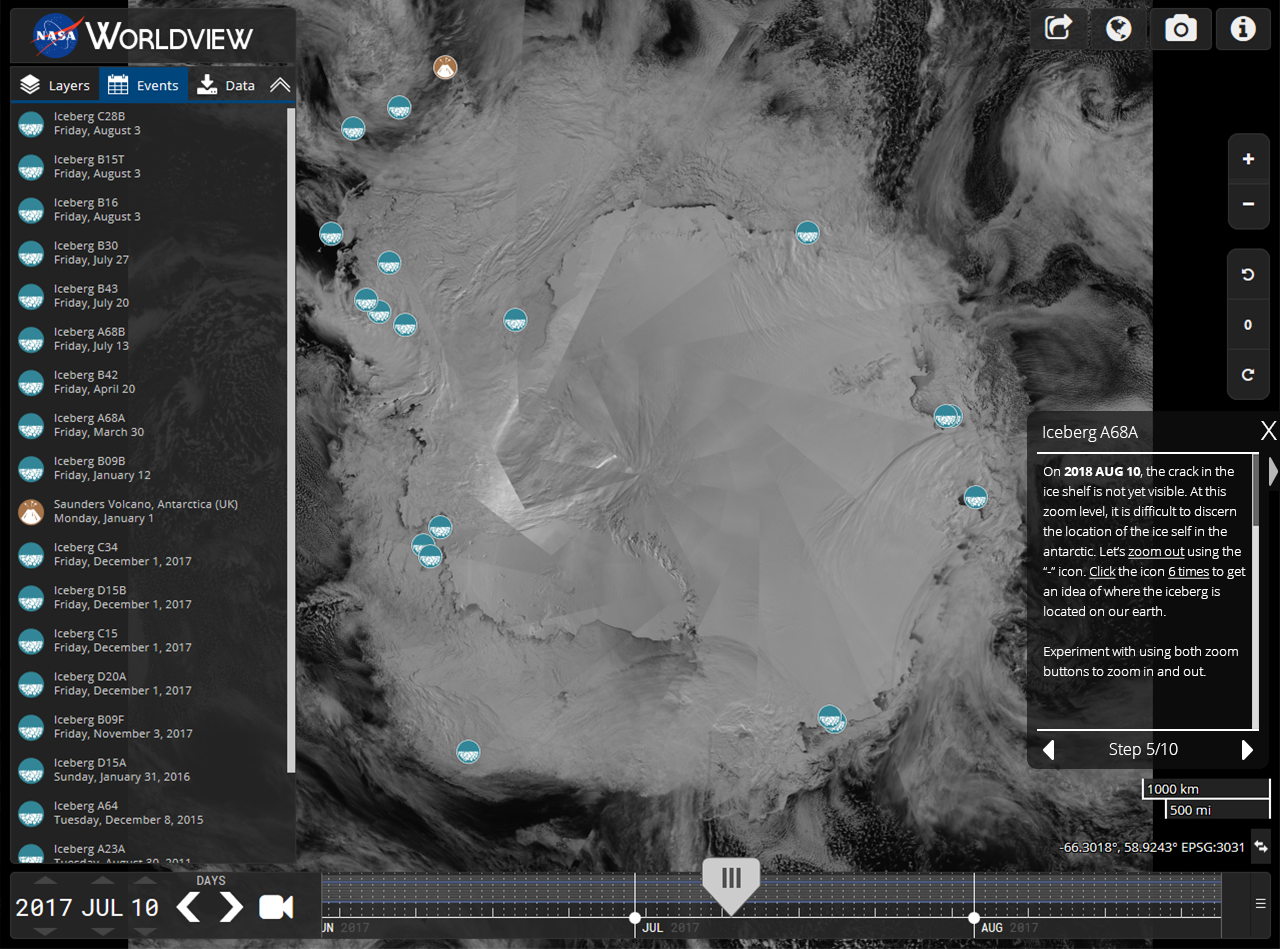 NASA WORLDVIEW
Layers
Events
Data
Iceberg C28B
Friday, August 3
Iceberg B15T
Friday, August 3
Iceberg B16
Friday, August 3
Iceberg B30
Friday, July 27
Iceberg B43
Friday, July 20
Iceberg A68B
Friday, July 13
Iceberg B42
Friday, April 20
Iceberg A68A
Friday, March 30
Iceberg B09B
Friday, January 12
Saunders Volcano, Antarctica (UK)
Monday, January 1
Iceberg C34
Friday, December 1, 2017
Iceberg D15B
Friday, December 1, 2017
Iceberg C15
Friday, December 1, 2017
Iceberg D20A
Friday, December 1, 2017
Iceberg B09F
Friday, November 3, 2017
Iceberg D15A
Sunday, January 31, 2016
Iceberg A64
Tuesday, December 8, 2015
Iceberg A23A
Tuesday, August 30, 2011
+
−
0
Iceberg A68A
X
On 2018 AUG 10, the crack in the
ice shelf is not yet visible. At this
zoom level, it is difficult to discern
the location of the ice self in the
antarctic. Let's zoom out using the
“-” icon. Click the icon 6 times to get
an idea of where the iceberg is
located on our earth.
Experiment with using both zoom
buttons to zoom in and out.
Step 5/10
1000 km
500 mi
-66.3018°, 58.9243° EPSG:3031
DAYS
2017 JUL 10
UN 2017
JUL 2017
AUG 2017